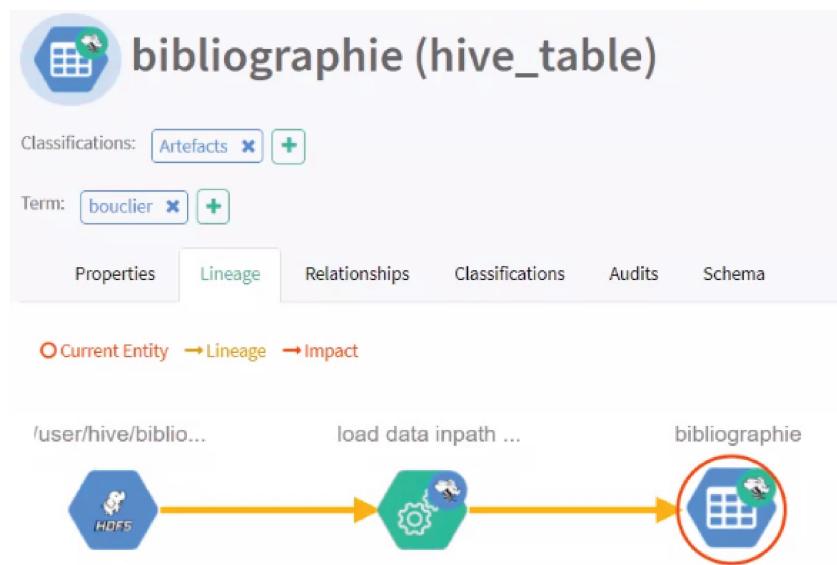 bibliographie (hive_table)
Classifications: Artefacts
Term: bouclier
Properties Lineage Relationships Classifications Audits Schema
Current Entity Lineage Impact
/user/hive/biblio... load data inpath ... bibliographie
HDFS